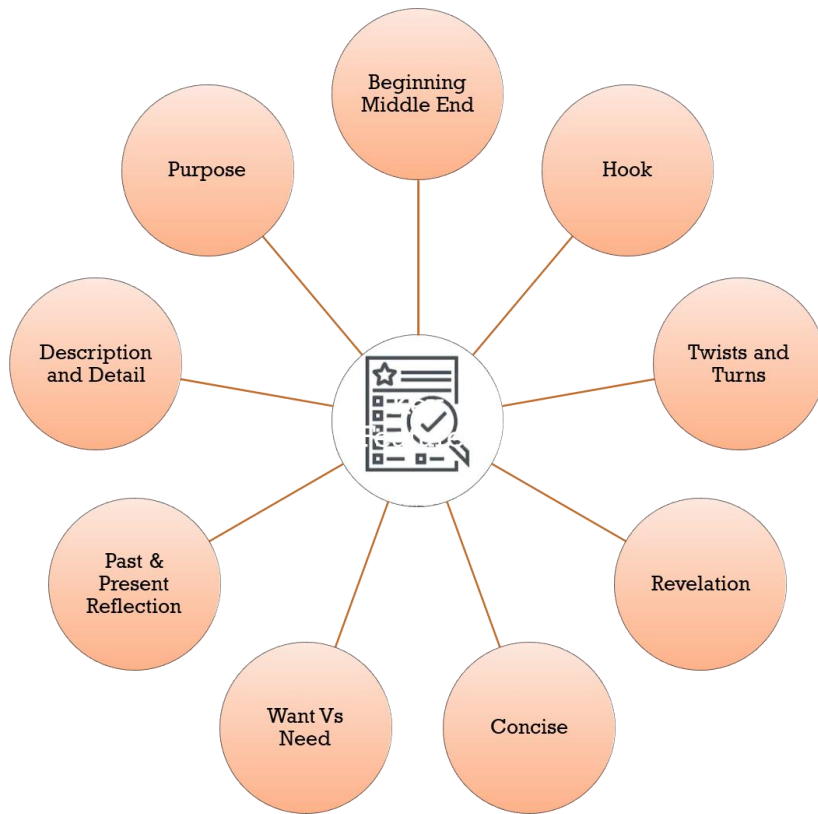 Beginning
Middle End
Hook
Twists and
Turns
Revelation
Concise
Want Vs
Need
Past &
Present
Reflection
Description
and Detail
Purpose